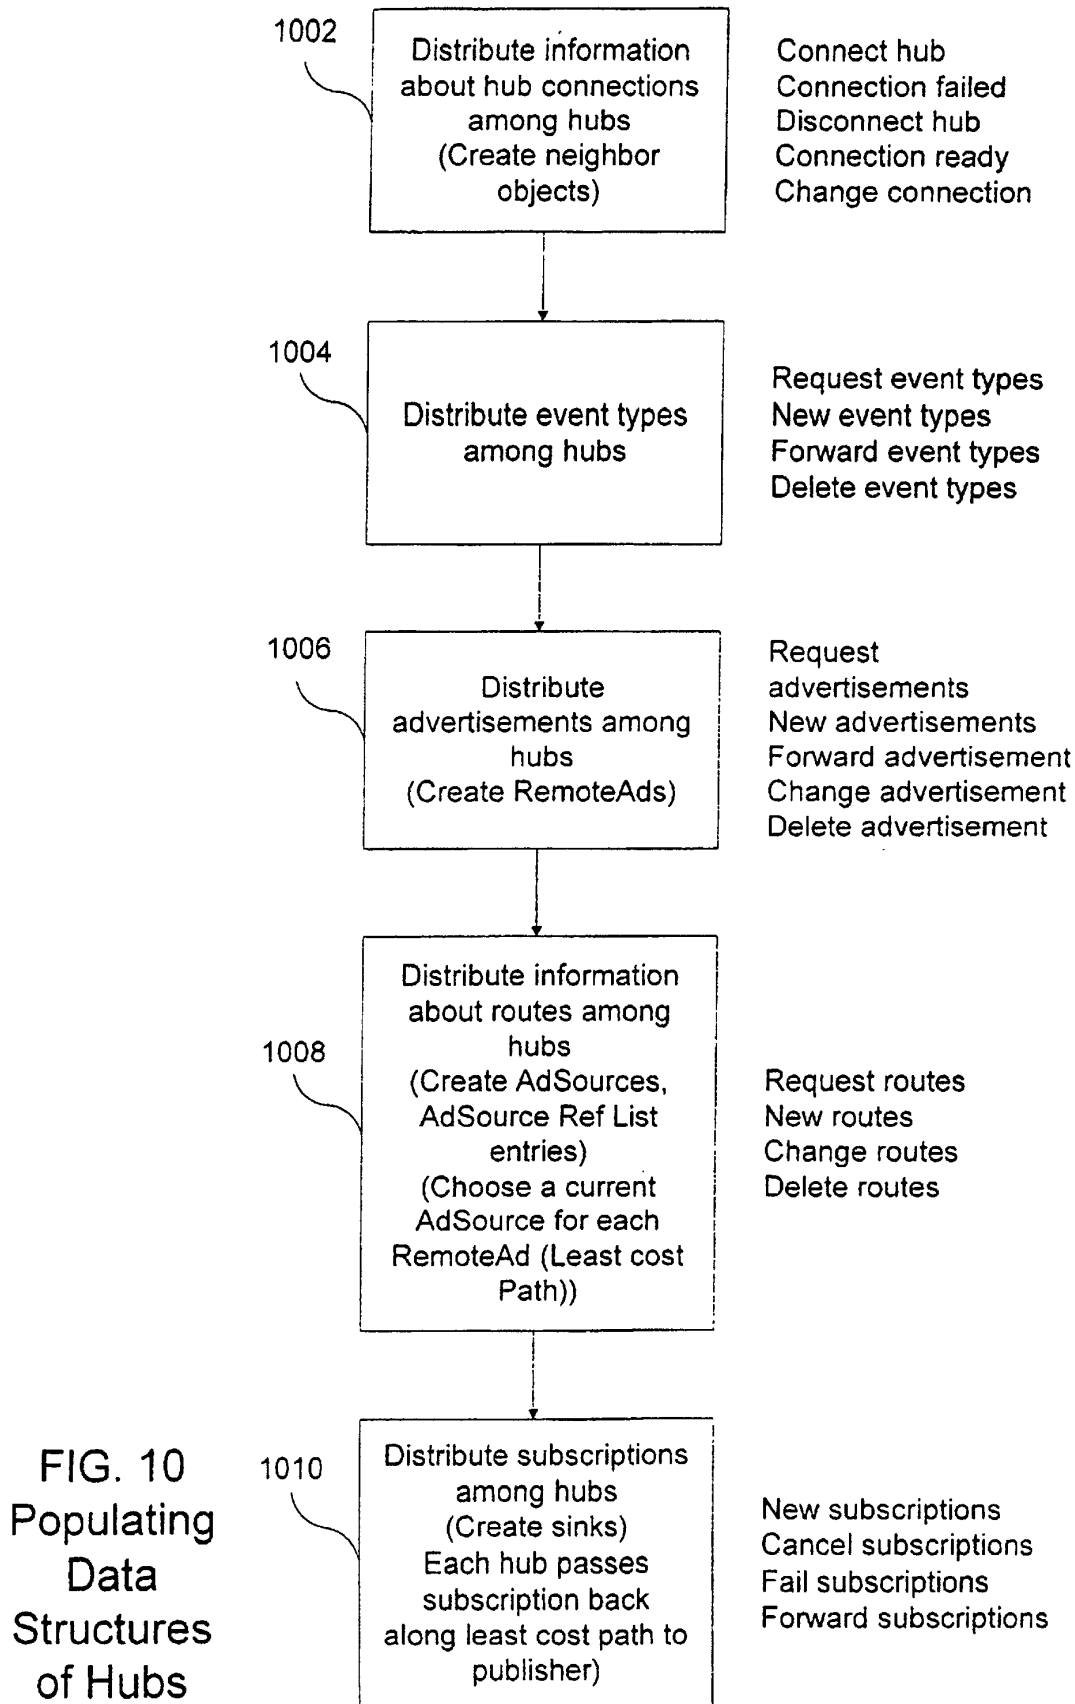 1002
Distribute information
about hub connections
among hubs
(Create neighbor
objects)
Connect hub
Connection failed
Disconnect hub
Connection ready
Change connection
1004
Distribute event types
among hubs
Request event types
New event types
Forward event types
Delete event types
1006
Distribute
advertisements among
hubs
(Create RemoteAds)
Request
advertisements
New advertisements
Forward advertisement
Change advertisement
Delete advertisement
1008
Distribute information
about routes among
hubs
(Create AdSources,
AdSource Ref List
entries)
(Choose a current
AdSource for each
RemoteAd (Least cost
Path))
Request routes
New routes
Change routes
Delete routes
1010
Distribute subscriptions
among hubs
(Create sinks)
Each hub passes
subscription back
along least cost path to
publisher)
New subscriptions
Cancel subscriptions
Fail subscriptions
Forward subscriptions
FIG. 10
Populating
Data
Structures
of Hubs